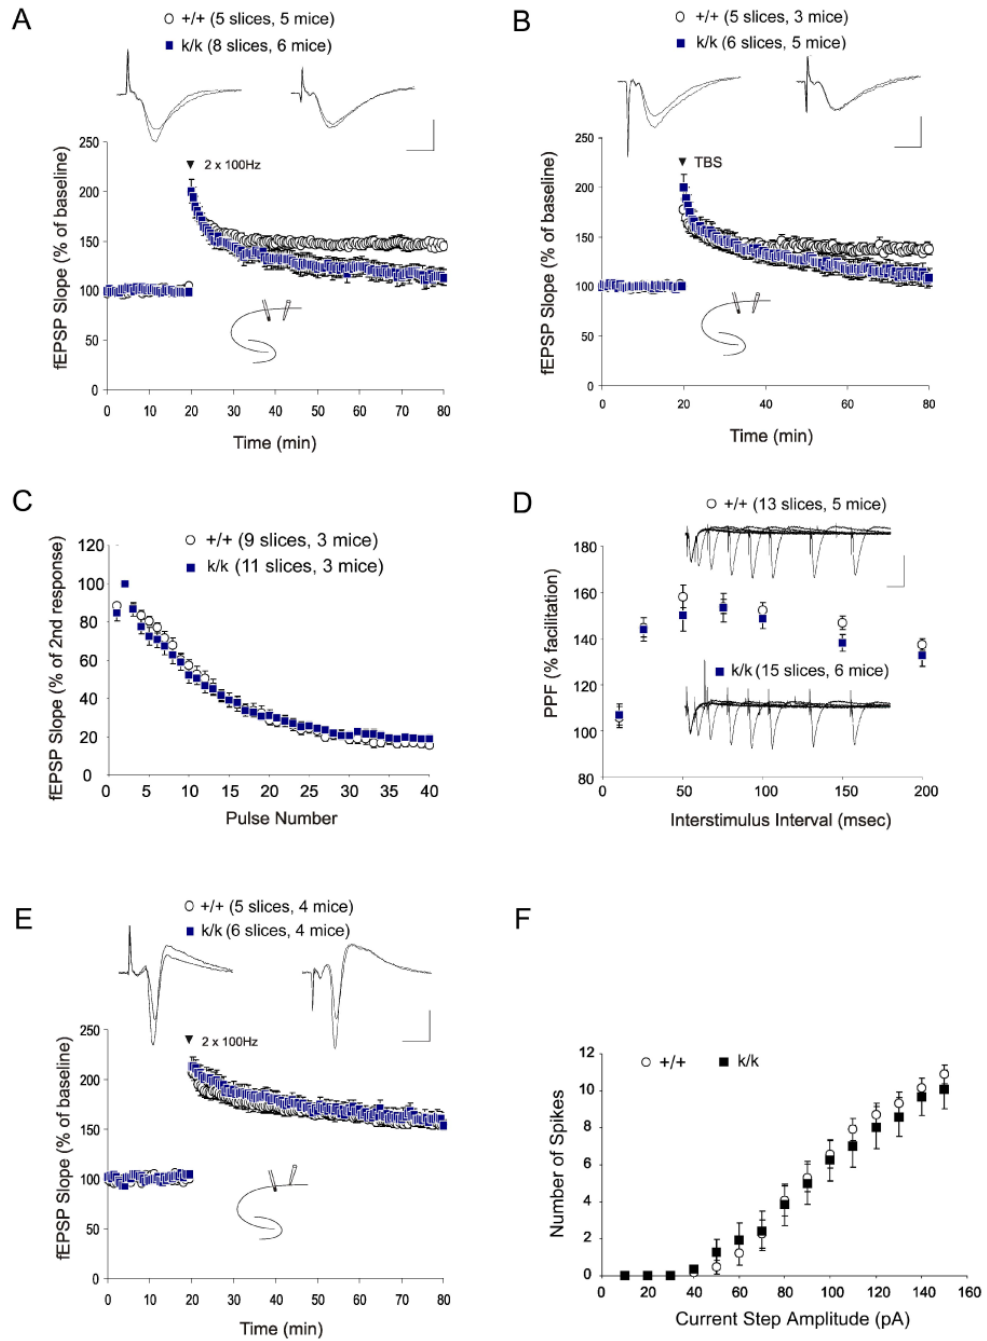 A
+/+ (5 slices, 5 mice)
k/k (8 slices, 6 mice)
fEPSP Slope (% of baseline)
250
200
150
100
50
0
2 x 100Hz
0 10 20 30 40 50 60 70 80
Time (min)
B
+/+ (5 slices, 3 mice)
k/k (6 slices, 5 mice)
fEPSP Slope (% of baseline)
250
200
150
100
50
0
TBS
0 20 40 60 80
Time (min)
C
+/+ (9 slices, 3 mice)
k/k (11 slices, 3 mice)
fEPSP Slope (% of 2nd response)
120
100
80
60
40
20
0
0 5 10 15 20 25 30 35 40
Pulse Number
D
+/+ (13 slices, 5 mice)
k/k (15 slices, 6 mice)
PPF (% facilitation)
180
160
140
120
100
80
0 50 100 150 200
Interstimulus Interval (msec)
E
+/+ (5 slices, 4 mice)
k/k (6 slices, 4 mice)
fEPSP Slope (% of baseline)
250
200
150
100
50
0
2 x 100Hz
0 10 20 30 40 50 60 70 80
Time (min)
F
+/+ k/k
Number of Spikes
12
10
8
6
4
2
0
0 20 40 60 80 100 120 140 160
Current Step Amplitude (pA)